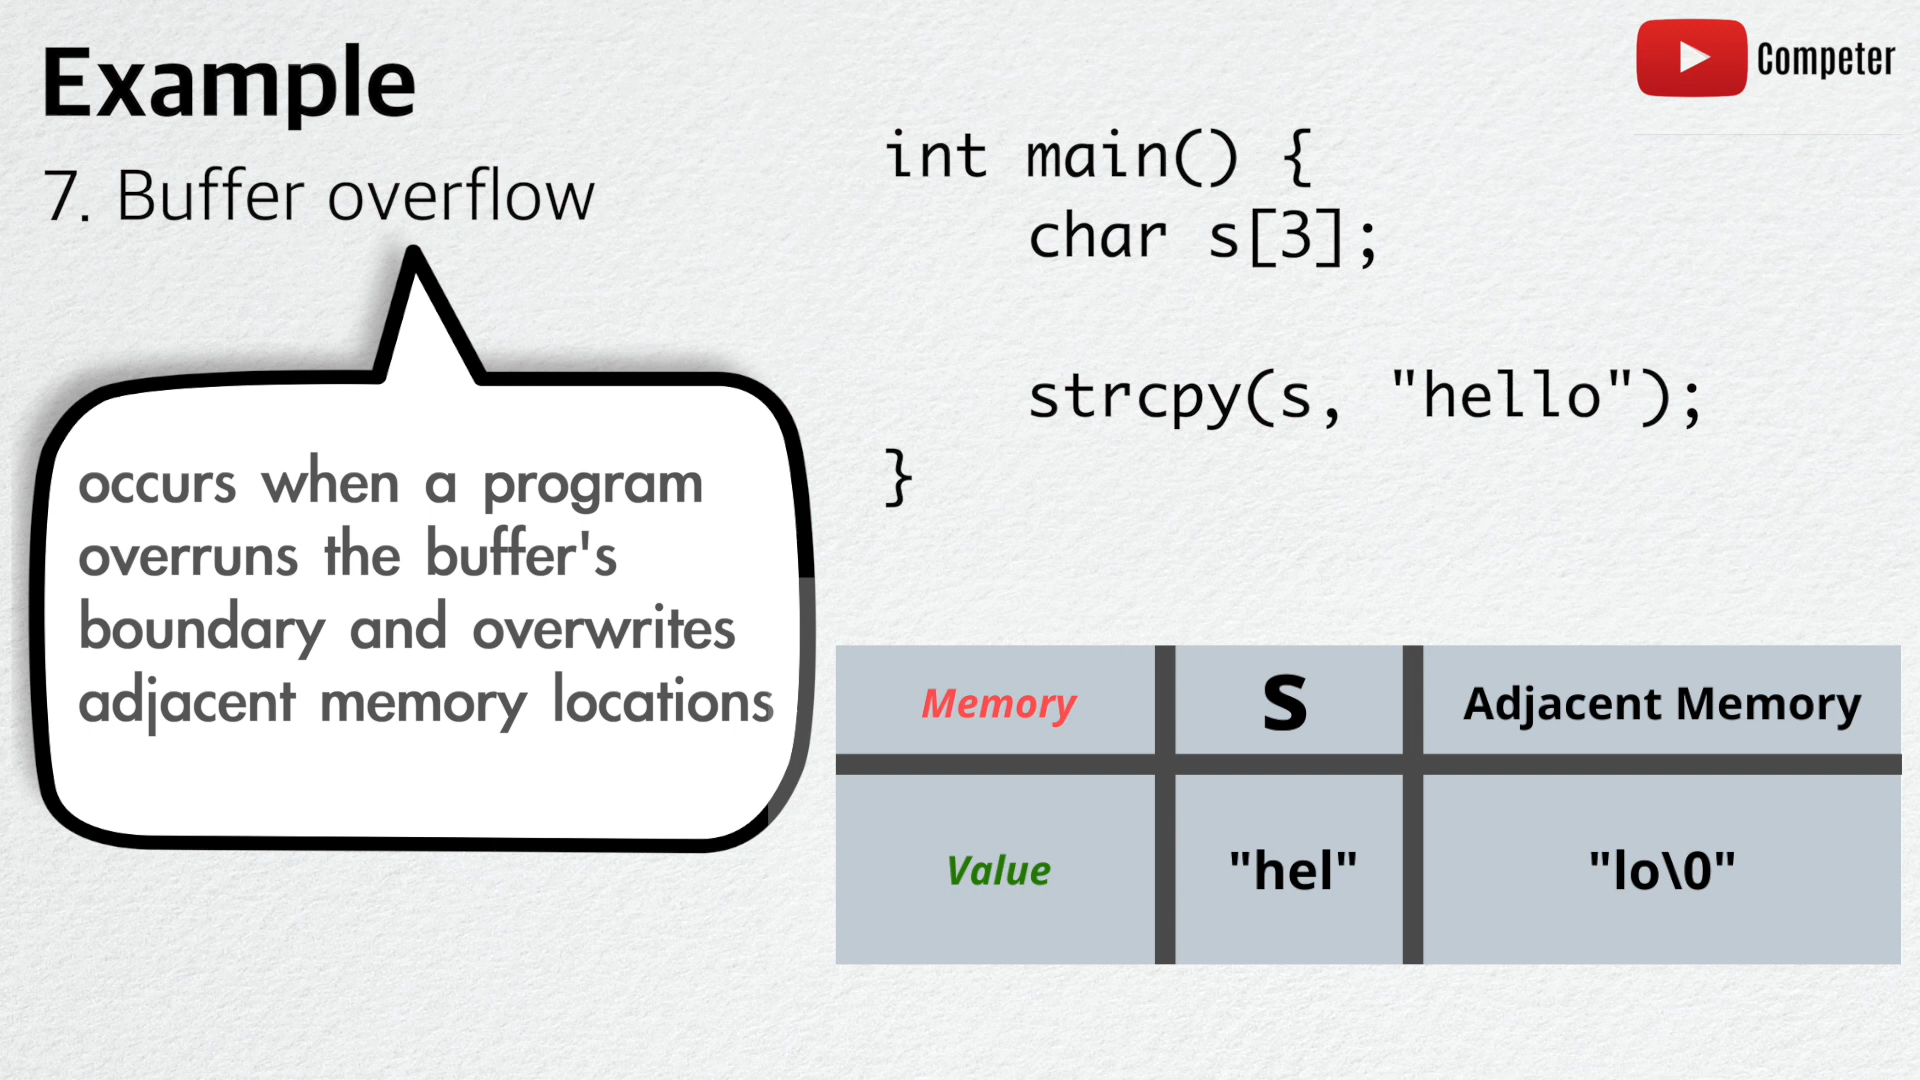 Example
7. Buffer overflow
occurs when a program
overruns the buffer's
boundary and overwrites
adjacent memory locations
Competer
int main() {
char s[3];
strcpy(s, "hello");
}
Memory S Adjacent Memory
Value "hel" "lo\0"